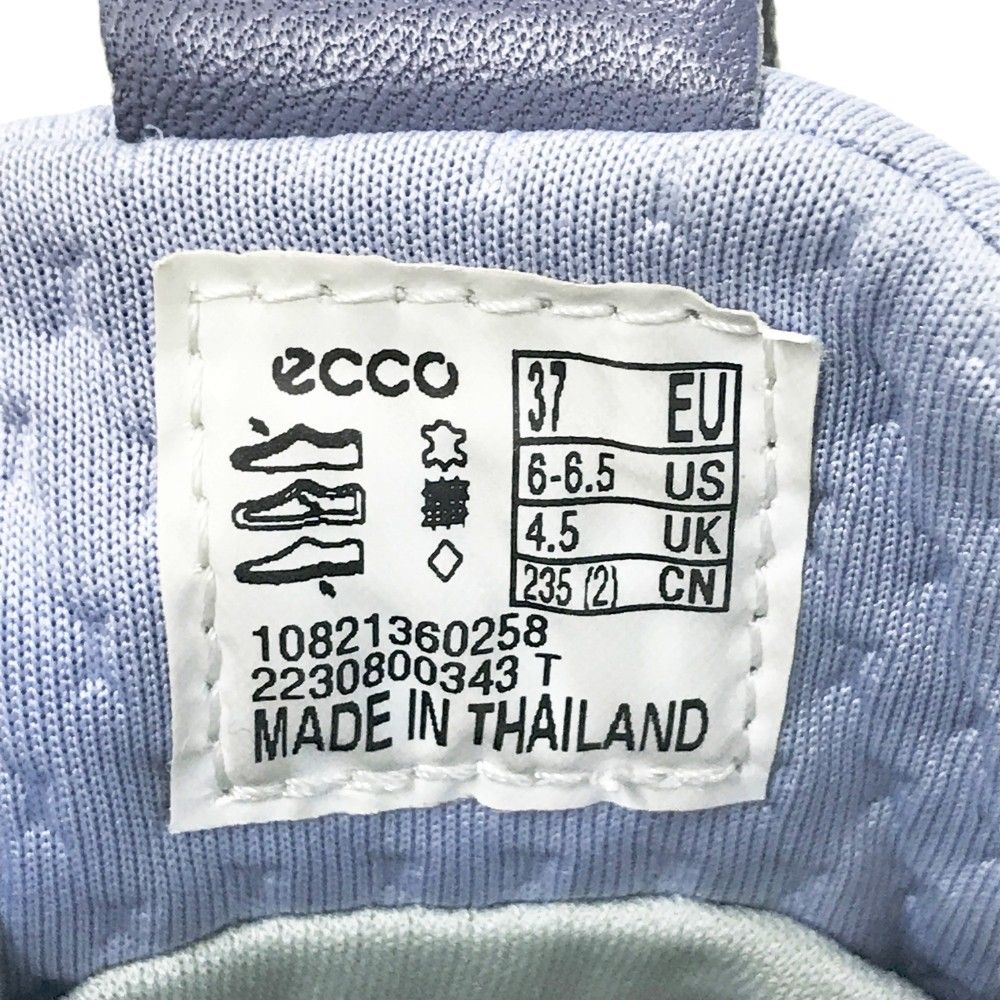 ecco
37 EU
6-6.5 US
4.5 UK
235 (2) CN
10821360258
2230800343 T
MADE IN THAILAND